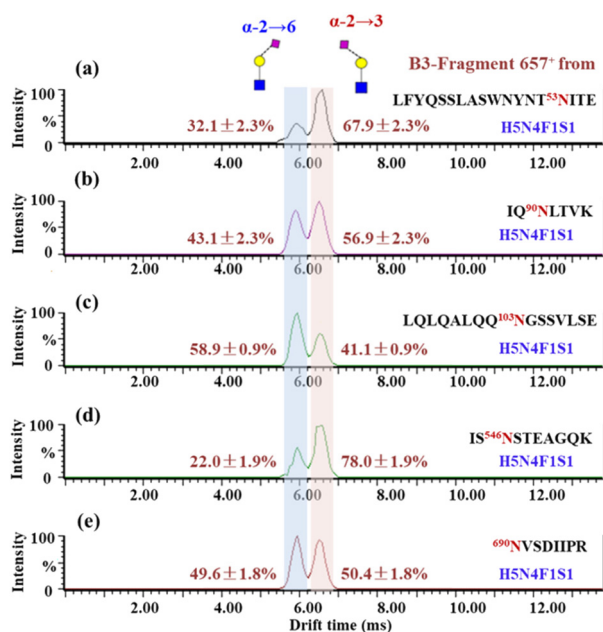 α-2→6
α-2→3
(a)
B3-Fragment 657⁺ from
LFYQSSLASWNYNT⁵³NITE
H5N4F1S1
32.1±2.3%
67.9±2.3%
Intensity
%
100
0
2.00
4.00
6.00
8.00
10.00
12.00
(b)
IQ⁹⁰NLTVK
H5N4F1S1
43.1±2.3%
56.9±2.3%
Intensity
%
100
0
2.00
4.00
6.00
8.00
10.00
12.00
(c)
LQLQALQQ¹⁰³NGSSVLSE
H5N4F1S1
58.9±0.9%
41.1±0.9%
Intensity
%
100
0
2.00
4.00
6.00
8.00
10.00
12.00
(d)
IS⁵⁴⁶NSTEAGQK
H5N4F1S1
22.0±1.9%
78.0±1.9%
Intensity
%
100
0
2.00
4.00
6.00
8.00
10.00
12.00
(e)
⁶⁹⁰NVSDIIPR
H5N4F1S1
49.6±1.8%
50.4±1.8%
Intensity
%
100
0
2.00
4.00
6.00
8.00
10.00
12.00
Drift time (ms)